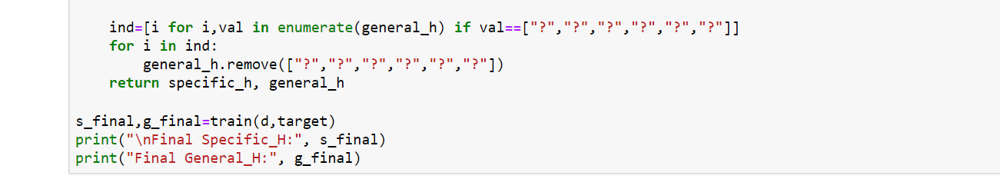 ind=[i for i,val in enumerate(general_h) if val==["?","?","?","?","?","?"]]
for i in ind:
general_h.remove(["?","?","?","?","?","?"])
return specific_h, general_h
s_final,g_final=train(d,target)
print("\nFinal Specific_H:", s_final)
print("Final General_H:", g_final)